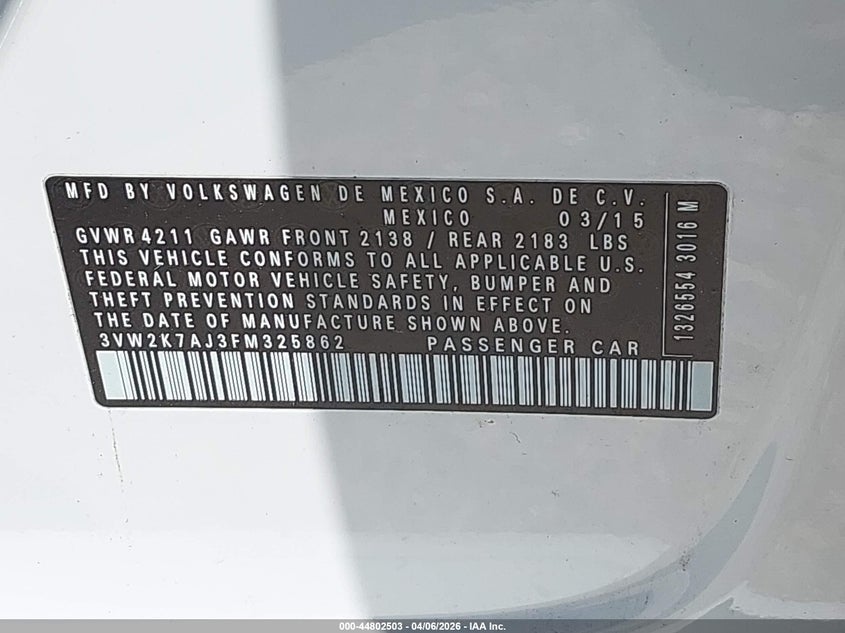 MFD BY VOLKSWAGEN DE MEXICO S.A. DE C.V.
MEXICO 03/15
GVWR 4211 GAWR FRONT 2138 / REAR 2183 LBS
THIS VEHICLE CONFORMS TO ALL APPLICABLE U.S.
FEDERAL MOTOR VEHICLE SAFETY, BUMPER AND
THEFT PREVENTION STANDARDS IN EFFECT ON
THE DATE OF MANUFACTURE SHOWN ABOVE.
3VW2K7AJ3FM325862 PASSENGER CAR
1326554 3016 M
000-44802503 - 04/06/2026 - IAA Inc.